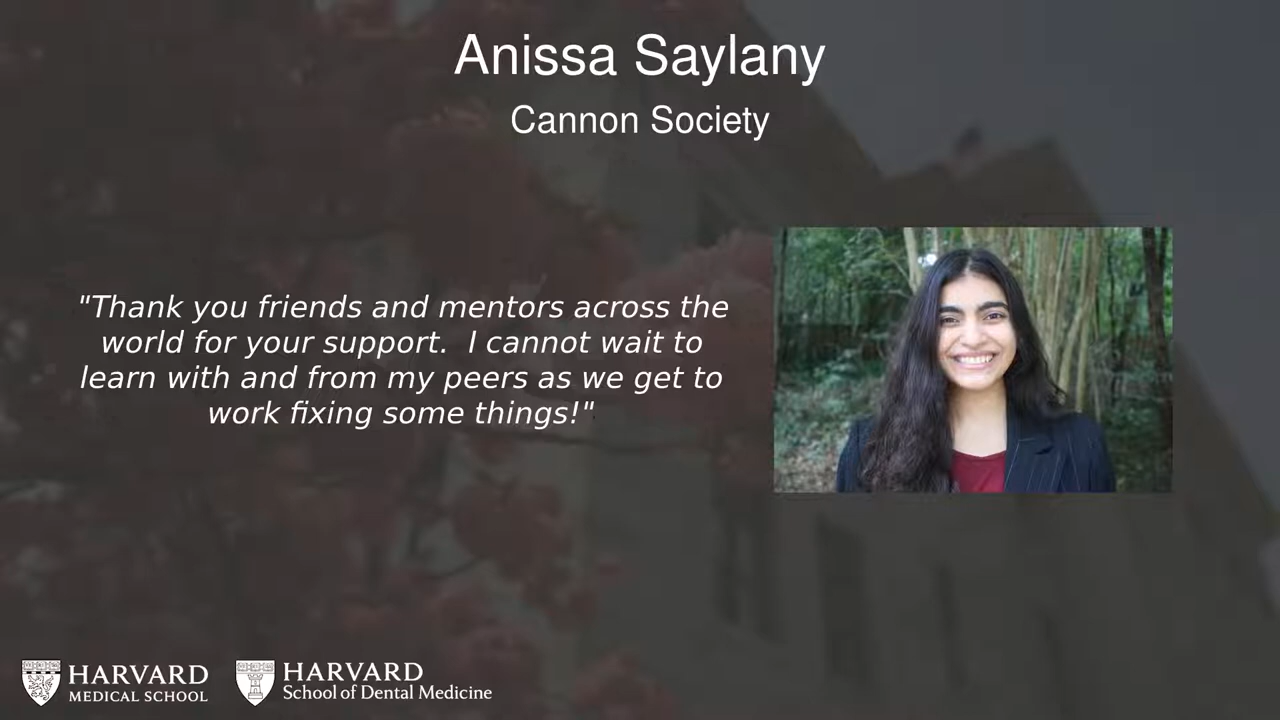 Anissa Saylany
Cannon Society
"Thank you friends and mentors across the
world for your support.  I cannot wait to
learn with and from my peers as we get to
work fixing some things!"
HARVARD
MEDICAL SCHOOL
HARVARD
School of Dental Medicine